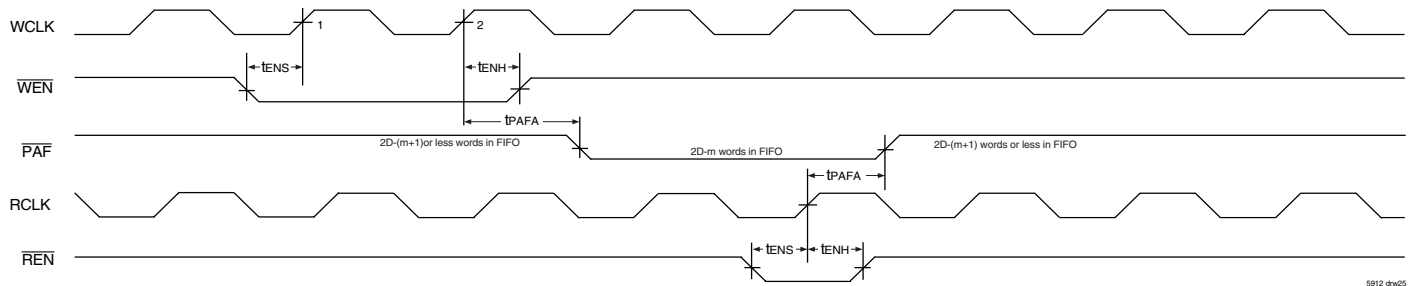 WCLK
1
2
tENS
tENH
WEN
tPAFA
PAF
2D-(m+1)or less words in FIFO
2D-m words in FIFO
2D-(m+1) words or less in FIFO
tPAFA
RCLK
tENS
tENH
REN
5912 drw25